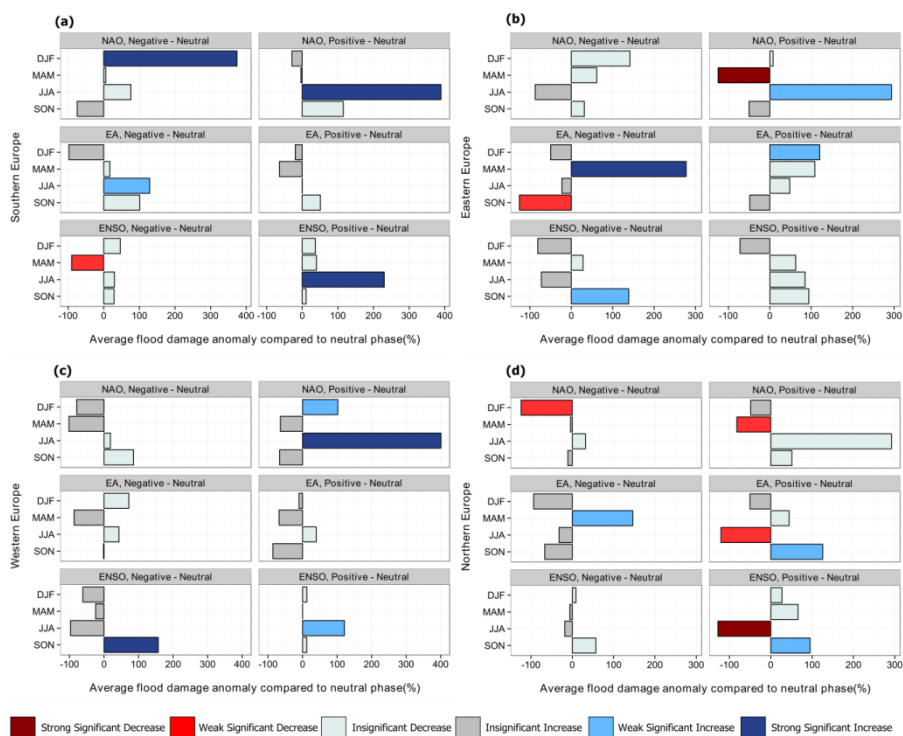 (a)
NAO, Negative - Neutral
NAO, Positive - Neutral
DJF
MAM
JJA
SON
EA, Negative - Neutral
EA, Positive - Neutral
DJF
MAM
JJA
SON
ENSO, Negative - Neutral
ENSO, Positive - Neutral
DJF
MAM
JJA
SON
Southern Europe
-100 0 100 200 300 400 -100 0 100 200 300 400
Average flood damage anomaly compared to neutral phase(%)
(b)
NAO, Negative - Neutral
NAO, Positive - Neutral
DJF
MAM
JJA
SON
EA, Negative - Neutral
EA, Positive - Neutral
DJF
MAM
JJA
SON
ENSO, Negative - Neutral
ENSO, Positive - Neutral
DJF
MAM
JJA
SON
Eastern Europe
-100 0 100 200 300 -100 0 100 200 300
Average flood damage anomaly compared to neutral phase(%)
(c)
NAO, Negative - Neutral
NAO, Positive - Neutral
DJF
MAM
JJA
SON
EA, Negative - Neutral
EA, Positive - Neutral
DJF
MAM
JJA
SON
ENSO, Negative - Neutral
ENSO, Positive - Neutral
DJF
MAM
JJA
SON
Western Europe
-100 0 100 200 300 400 -100 0 100 200 300 400
Average flood damage anomaly compared to neutral phase(%)
(d)
NAO, Negative - Neutral
NAO, Positive - Neutral
DJF
MAM
JJA
SON
EA, Negative - Neutral
EA, Positive - Neutral
DJF
MAM
JJA
SON
ENSO, Negative - Neutral
ENSO, Positive - Neutral
DJF
MAM
JJA
SON
Northern Europe
-100 0 100 200 300 -100 0 100 200 300
Average flood damage anomaly compared to neutral phase(%)
Strong Significant Decrease Weak Significant Decrease Insignificant Decrease Insignificant Increase Weak Significant Increase Strong Significant Increase